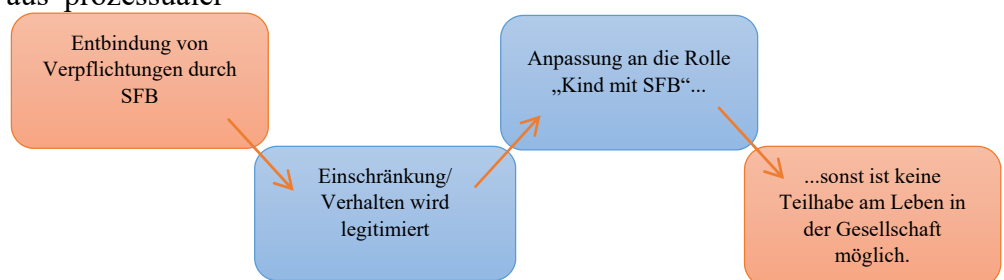 aus prozessualer
Entbindung von
Verpflichtungen durch
SFB
Einschränkung/
Verhalten wird
legitimiert
Anpassung an die Rolle
„Kind mit SFB“...
...sonst ist keine
Teilhabe am Leben in
der Gesellschaft
möglich.